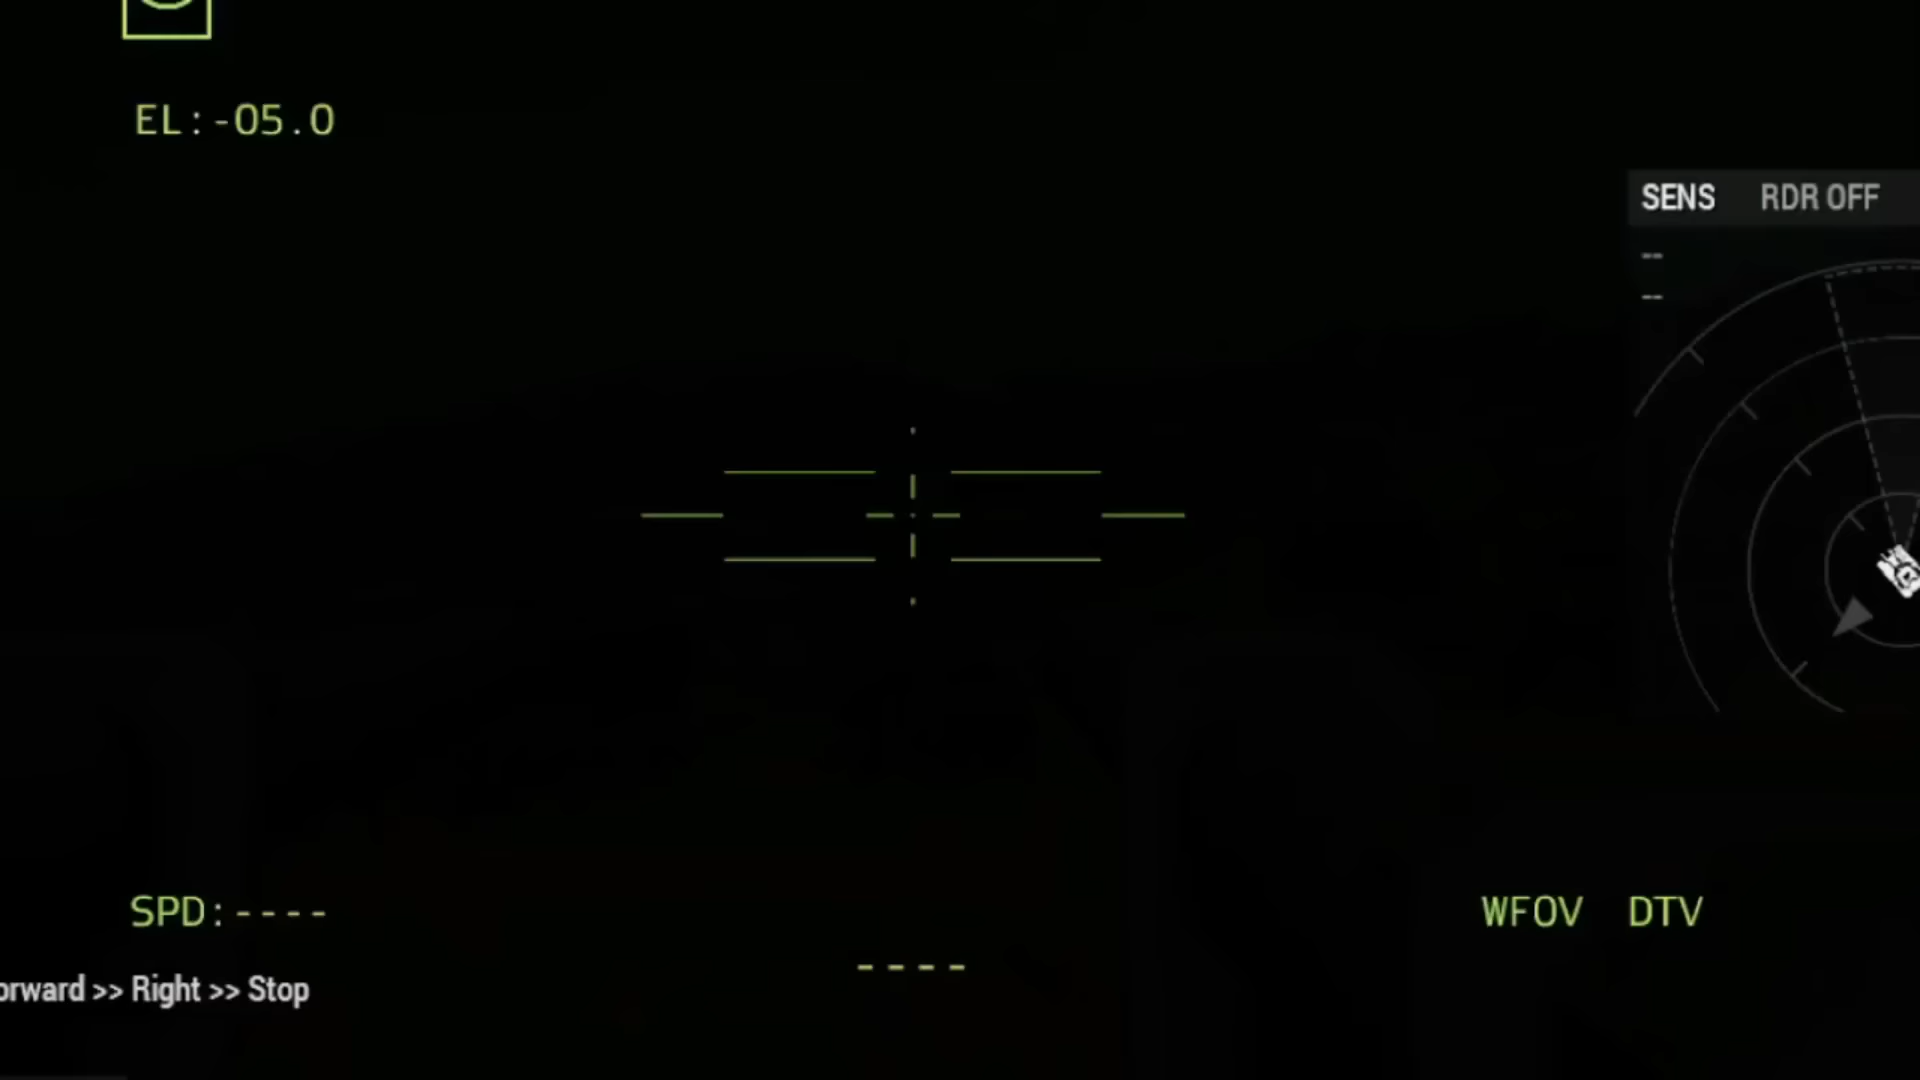 EL:-05.0
SENS RDR OFF
--
--
SPD:----
WFOV DTV
----
orward >> Right >> Stop